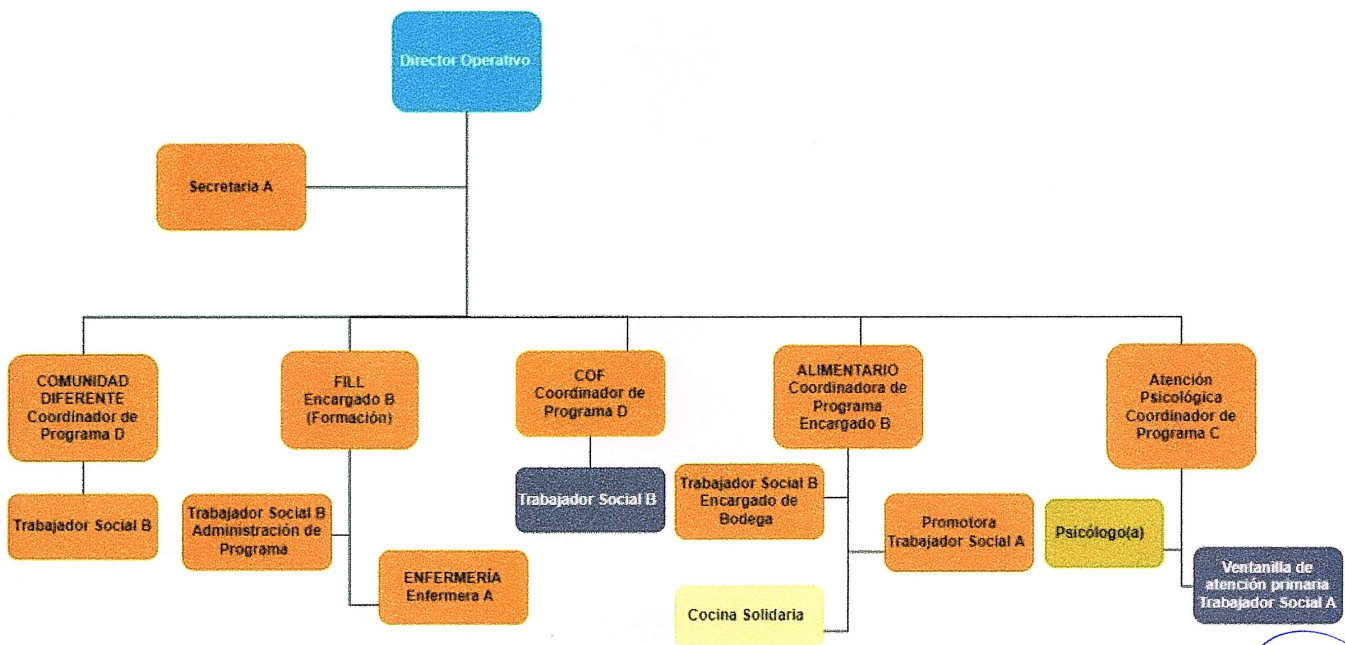 Director Operativo
Secretaria A
COMUNIDAD
DIFERENTE
Coordinador de
Programa D
FILL
Encargado B
(Formación)
COF
Coordinador de
Programa D
ALIMENTARIO
Coordinadora de
Programa
Encargado B
Atención
Psicológica
Coordinador de
Programa C
Trabajador Social B
Trabajador Social B
Administración de
Programa
ENFERMERÍA
Enfermera A
Trabajador Social B
Trabajador Social B
Encargado de
Bodega
Promotora
Trabajador Social A
Cocina Solidaria
Psicólogo(a)
Ventanilla de
atención primaria
Trabajador Social A